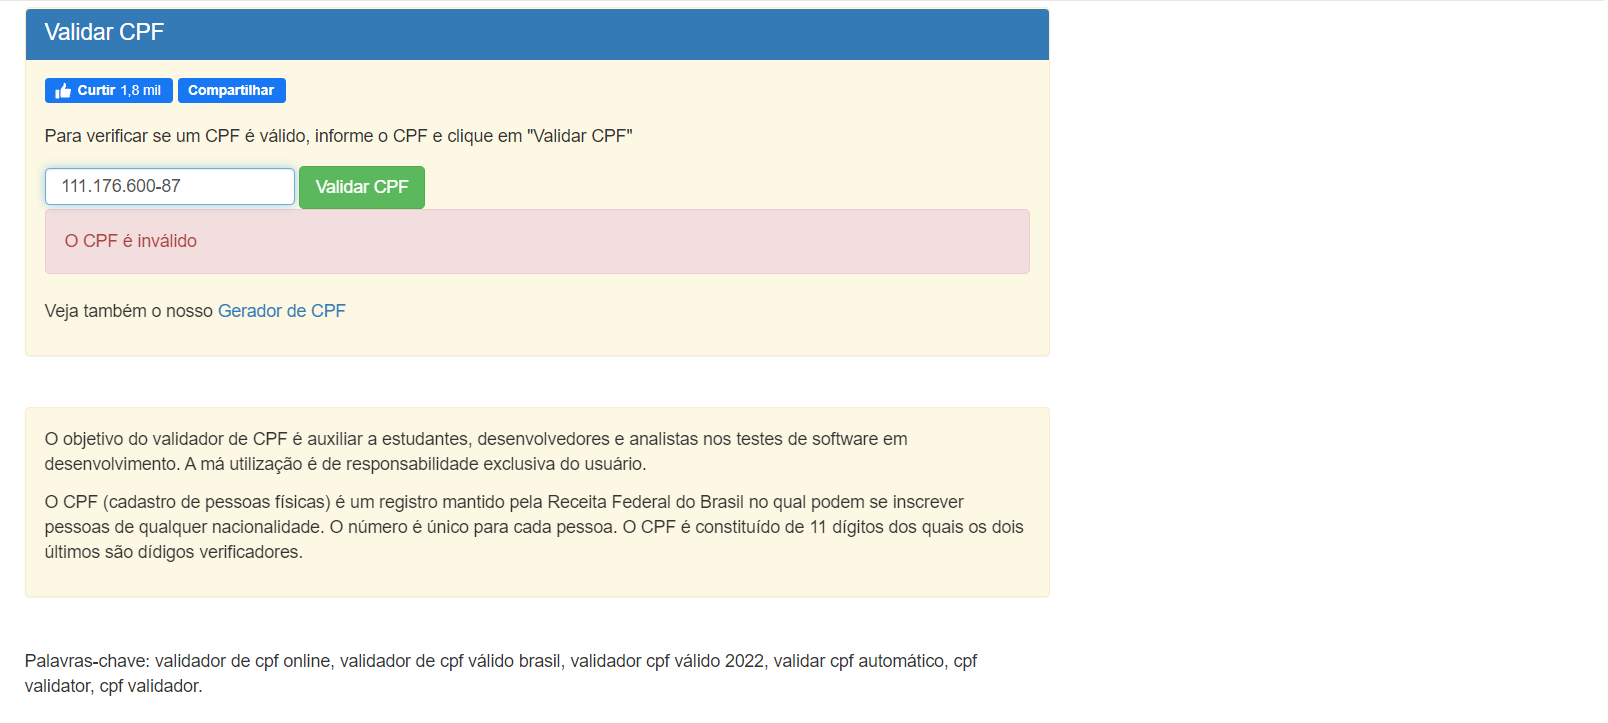 Validar CPF
Curtir 1,8 mil Compartilhar
Para verificar se um CPF é válido, informe o CPF e clique em "Validar CPF"
111.176.600-87 Validar CPF
O CPF é inválido
Veja também o nosso Gerador de CPF
O objetivo do validador de CPF é auxiliar a estudantes, desenvolvedores e analistas nos testes de software em
desenvolvimento. A má utilização é de responsabilidade exclusiva do usuário.
O CPF (cadastro de pessoas físicas) é um registro mantido pela Receita Federal do Brasil no qual podem se inscrever
pessoas de qualquer nacionalidade. O número é único para cada pessoa. O CPF é constituído de 11 dígitos dos quais os dois
últimos são dídigos verificadores.
Palavras-chave: validador de cpf online, validador de cpf válido brasil, validador cpf válido 2022, validar cpf automático, cpf
validator, cpf validador.